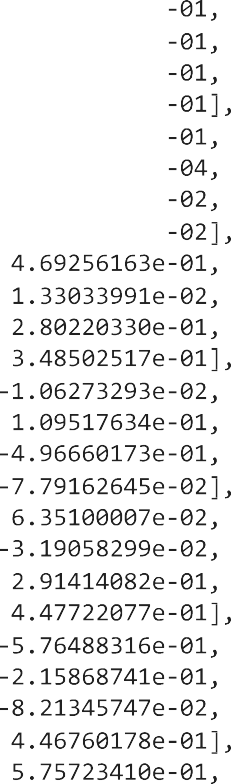 -01,
-01,
-01,
-01],
-01,
-04,
-02,
-02],
4.69256163e-01,
1.33033991e-02,
2.80220330e-01,
3.48502517e-01],
-1.06273293e-02,
1.09517634e-01,
-4.96660173e-01,
-7.79162645e-02],
6.35100007e-02,
-3.19058299e-02,
2.91414082e-01,
4.47722077e-01],
-5.76488316e-01,
-2.15868741e-01,
-8.21345747e-02,
4.46760178e-01],
5.75723410e-01,